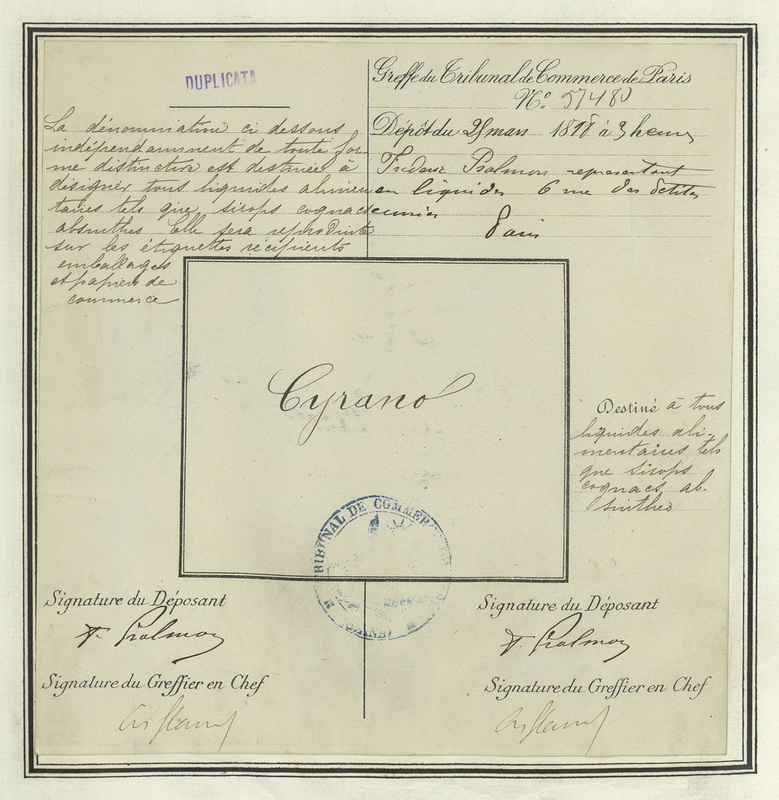 DUPLICATA
La dénomination ci dessous
indépendamment de toute for-
me distinctive est destinée à
désigner tous liquides alimen
taires tels que sirops cognacs
absinthes Elle sera reproduite
sur les étiquettes récipients
emballages
et papiers de
commerce
Greffe du Tribunal de Commerce de Paris
No. 57480
Dépôt du 25 mars à 3 heures
Psalmon représentant
en liquides 6 rue des petites
écuries
Paris
Cyrano
Destiné à tous
liquides ali-
mentaires tels
que sirops
cognacs ab-
sinthes
TRIBUNAL DE COMMERCE
Signature du Déposant
F. Psalmon
Signature du Greffier en Chef
Signature du Déposant
F. Psalmon
Signature du Greffier en Chef